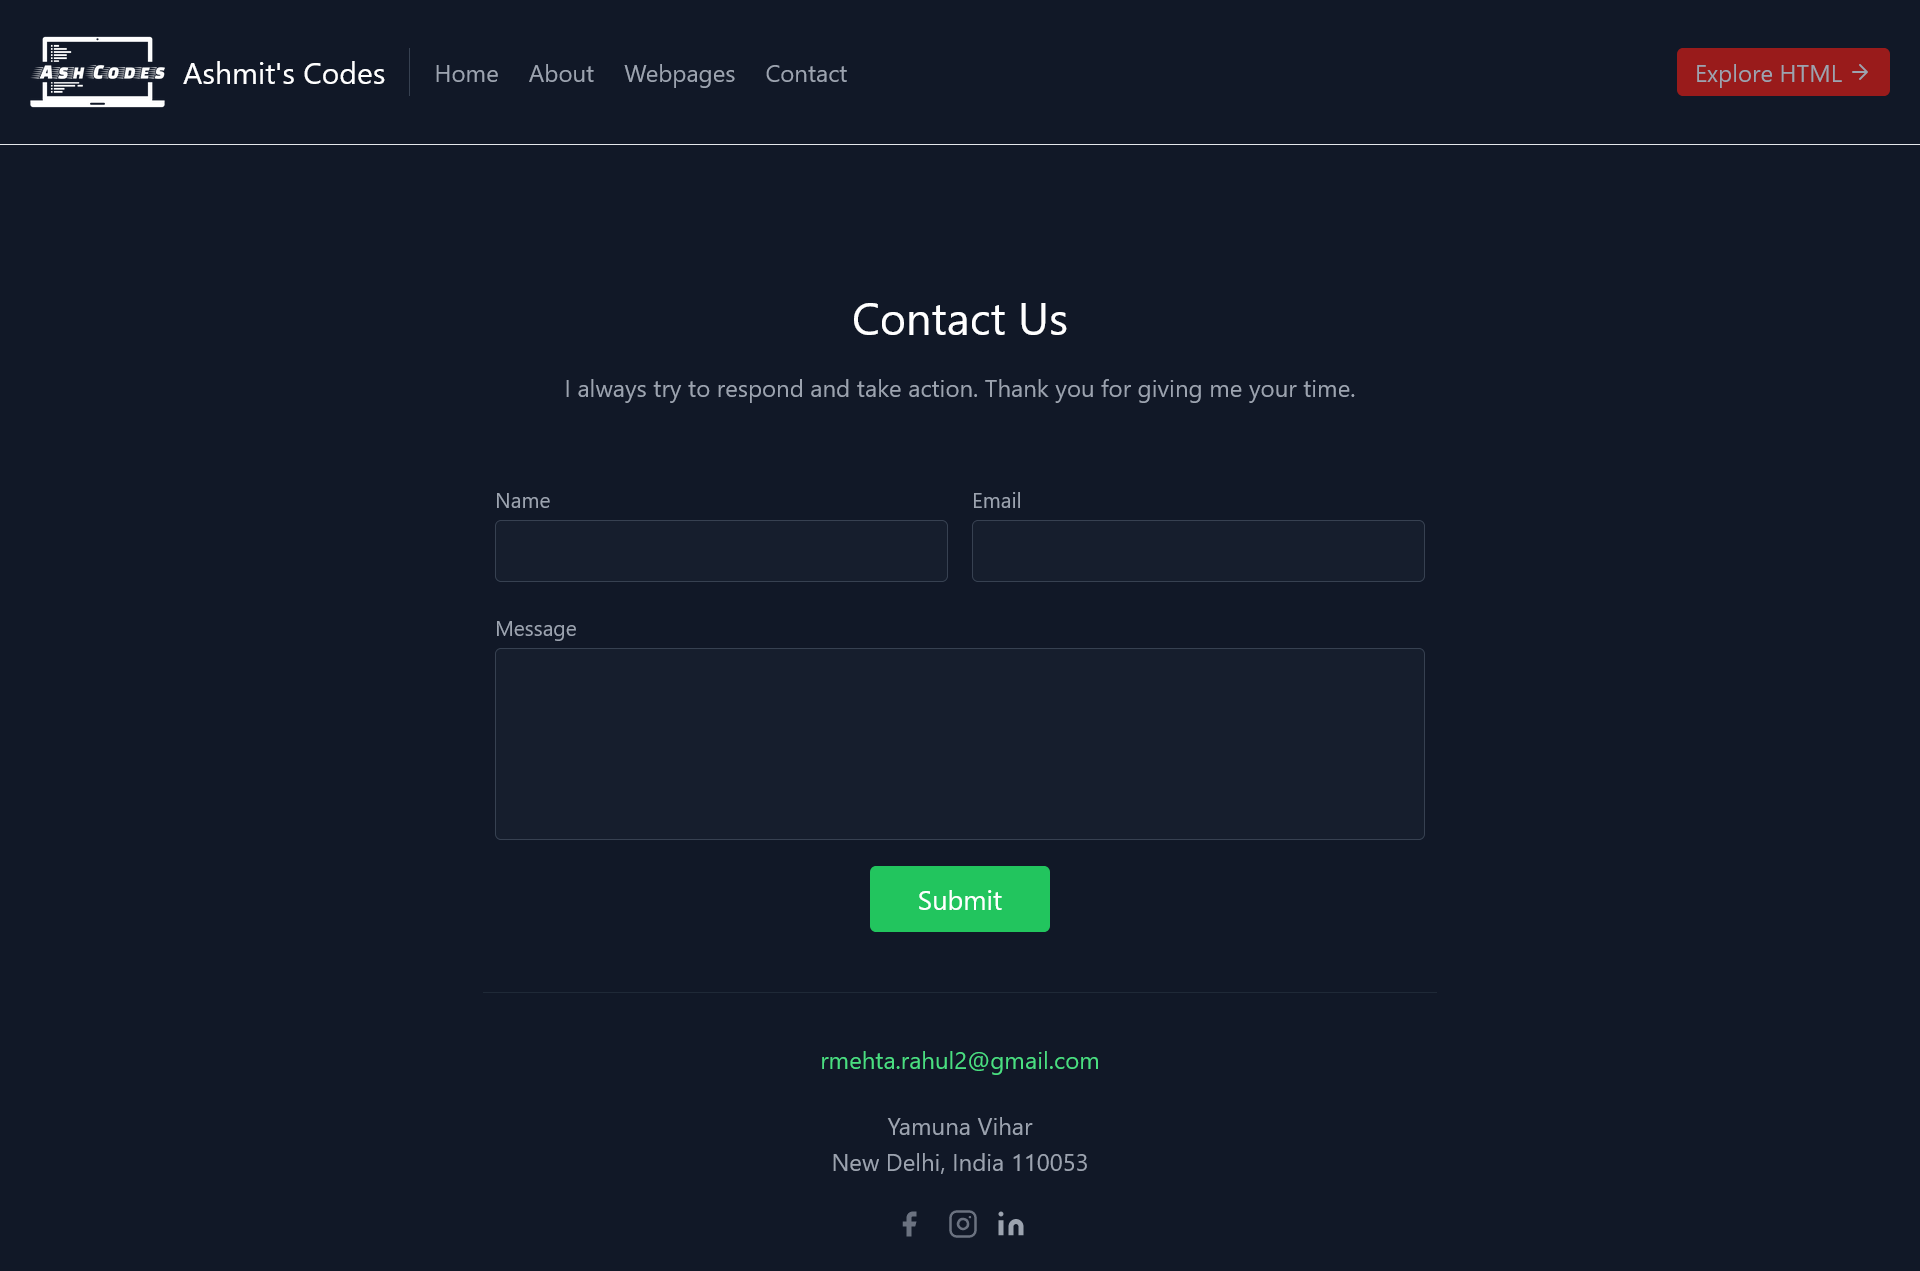 Ash Codes
Ashmit's Codes
Home About Webpages Contact
Explore HTML →
Contact Us
I always try to respond and take action. Thank you for giving me your time.
Name Email
Message
Submit
rmehta.rahul2@gmail.com
Yamuna Vihar
New Delhi, India 110053